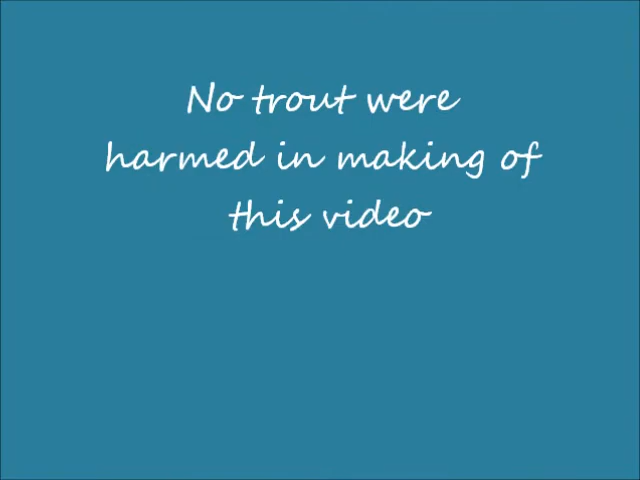 No trout were
harmed in making of
this video